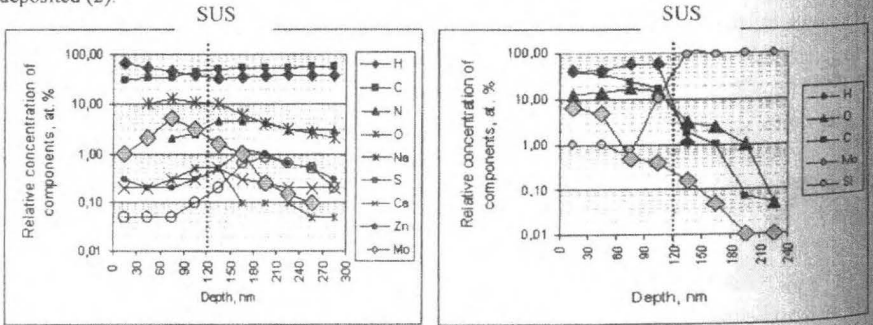 deposited (2).
SUS
SUS
Relative concentration of components, at. %
100,00
10,00
1,00
0,10
0,01
0
30
60
90
120
150
180
210
240
270
300
Depth, nm
H
C
N
O
Na
S
Ca
Zn
Mo
Relative concentration of components, at. %
100,00
10,00
1,00
0,10
0,01
0
30
60
90
120
150
180
210
240
Depth, nm
H
O
C
Mo
Si